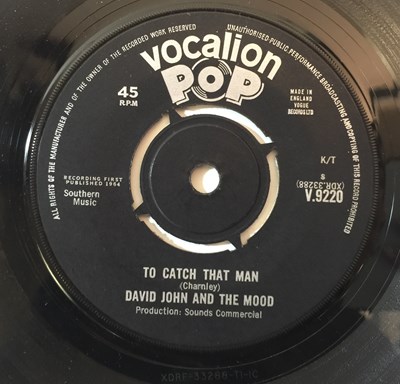 ALL RIGHTS OF THE MANUFACTURER AND OF THE OWNER OF THE RECORDED WORK RESERVED
UNAUTHORISED PUBLIC PERFORMANCE BROADCASTING AND COPYING OF THIS RECORD PROHIBITED
vocalion
POP
45
R.P.M
MADE IN
ENGLAND
VOGUE
RECORDS LTD
K/T
RECORDING FIRST
PUBLISHED 1964
Southern
Music
S
(XDR.33288)
V.9220
TO CATCH THAT MAN
(Charnley)
DAVID JOHN AND THE MOOD
Production: Sounds Commercial